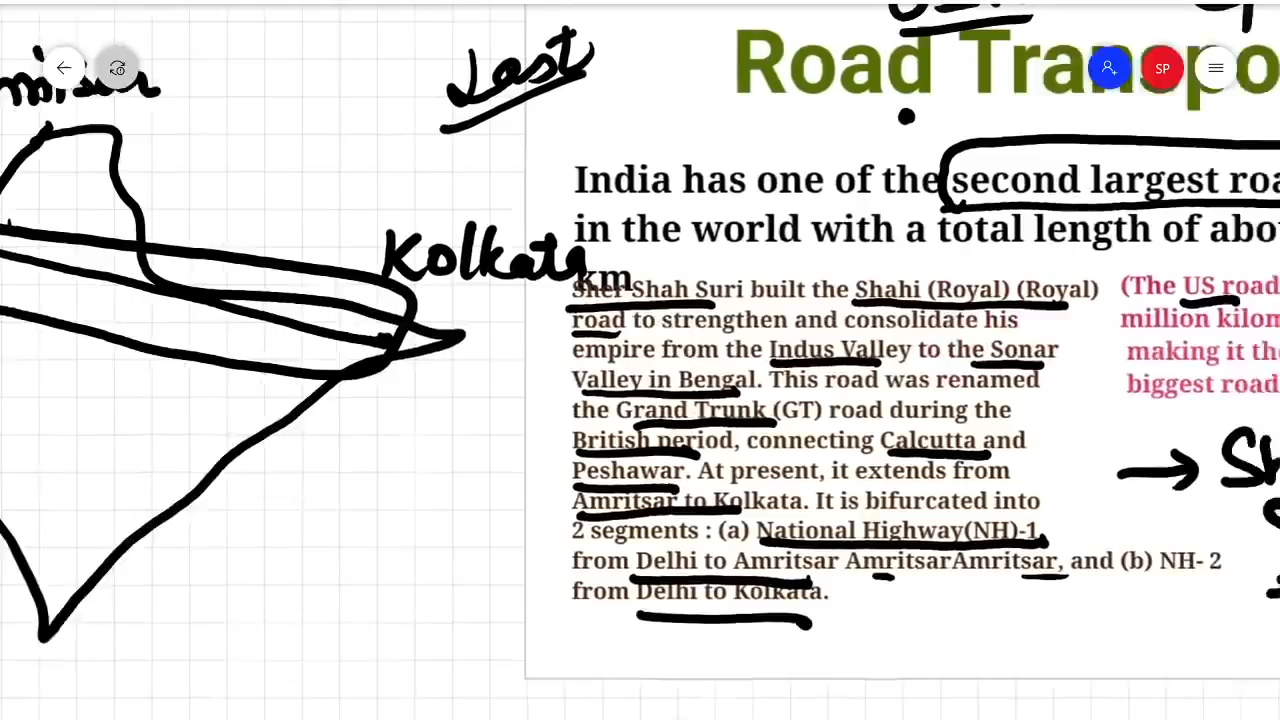 Last
Road Transpo
India has one of the second largest roa
in the world with a total length of abo
km
Kolkata
Sher Shah Suri built the Shahi (Royal) (Royal)
road to strengthen and consolidate his
empire from the Indus Valley to the Sonar
Valley in Bengal. This road was renamed
the Grand Trunk (GT) road during the
British period, connecting Calcutta and
Peshawar. At present, it extends from
Amritsar to Kolkata. It is bifurcated into
2 segments : (a) National Highway(NH)-1
from Delhi to Amritsar AmritsarAmritsar, and (b) NH- 2
from Delhi to Kolkata.
(The US road
million kilom
making it the
biggest road
→ Sh
SP